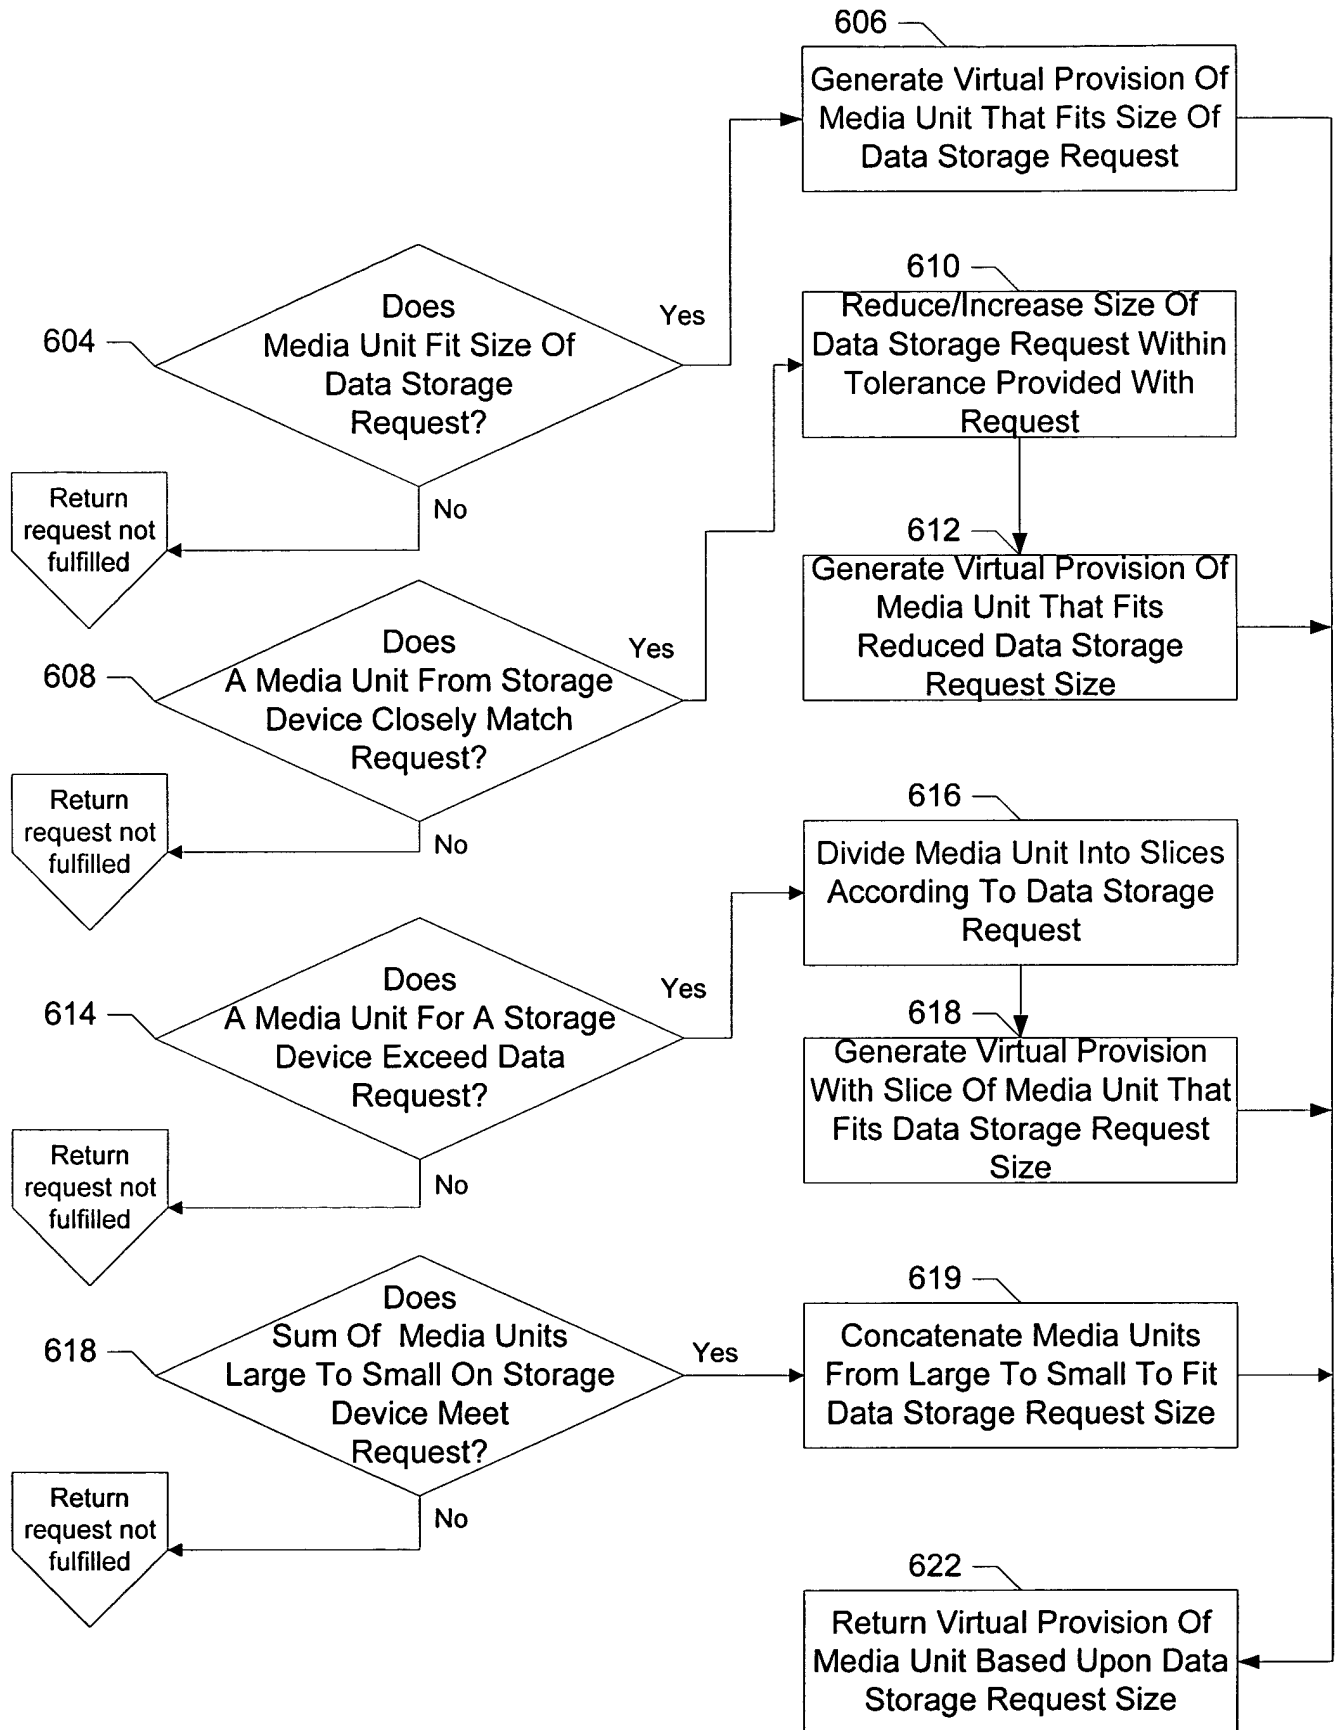 606
Generate Virtual Provision Of
Media Unit That Fits Size Of
Data Storage Request
604
Does
Media Unit Fit Size Of
Data Storage
Request?
Yes
No
Return
request not
fulfilled
610
Reduce/Increase Size Of
Data Storage Request Within
Tolerance Provided With
Request
612
Generate Virtual Provision Of
Media Unit That Fits
Reduced Data Storage
Request Size
608
Does
A Media Unit From Storage
Device Closely Match
Request?
Yes
No
Return
request not
fulfilled
616
Divide Media Unit Into Slices
According To Data Storage
Request
614
Does
A Media Unit For A Storage
Device Exceed Data
Request?
Yes
No
Return
request not
fulfilled
618
Generate Virtual Provision
With Slice Of Media Unit That
Fits Data Storage Request
Size
618
Does
Sum Of Media Units
Large To Small On Storage
Device Meet
Request?
Yes
No
Return
request not
fulfilled
619
Concatenate Media Units
From Large To Small To Fit
Data Storage Request Size
622
Return Virtual Provision Of
Media Unit Based Upon Data
Storage Request Size